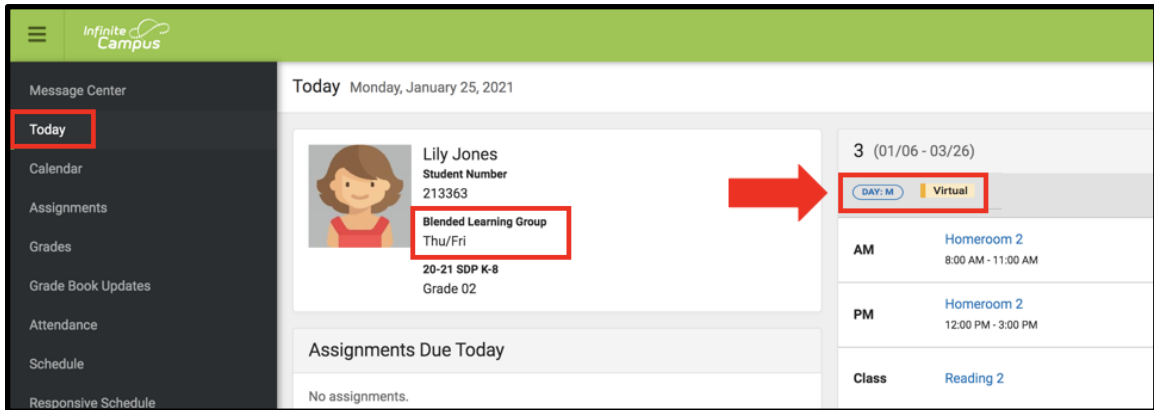 Infinite
Campus
Message Center
Today
Calendar
Assignments
Grades
Grade Book Updates
Attendance
Schedule
Responsive Schedule
Today Monday, January 25, 2021
Lily Jones
Student Number
213363
Blended Learning Group
Thu/Fri
20-21 SDP K-8
Grade 02
Assignments Due Today
No assignments.
3 (01/06 - 03/26)
DAY: M Virtual
AM Homeroom 2
8:00 AM - 11:00 AM
PM Homeroom 2
12:00 PM - 3:00 PM
Class Reading 2